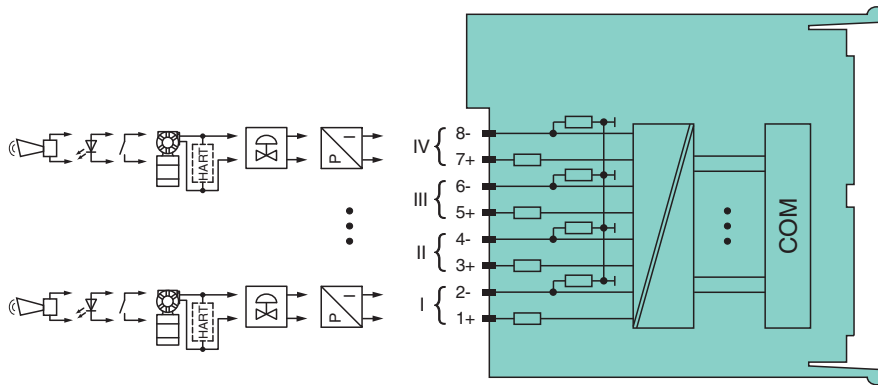 IV
8-
7+
III
6-
5+
II
4-
3+
I
2-
1+
HART
P I
HART
P I
COM